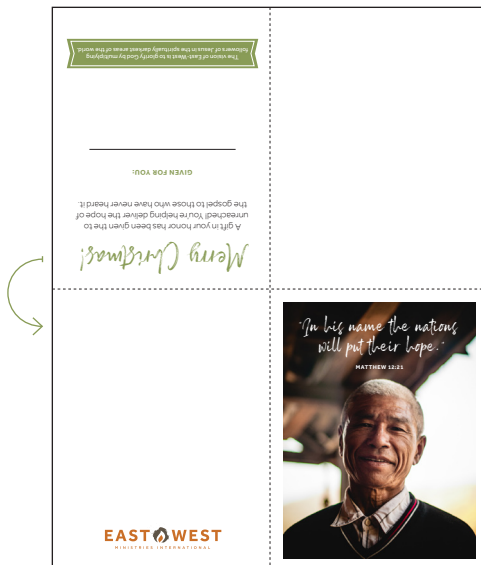 Merry Christmas!
A gift in your honor has been given to the
unreached! You're helping deliver the hope of
the gospel to those who have never heard it.
GIVEN FOR YOU:
The vision of East-West is to glorify God by multiplying
followers of Jesus in the spiritually darkest areas of the world.
"In his name the nations
will put their hope."
MATTHEW 12:21
EAST WEST
MINISTRIES INTERNATIONAL